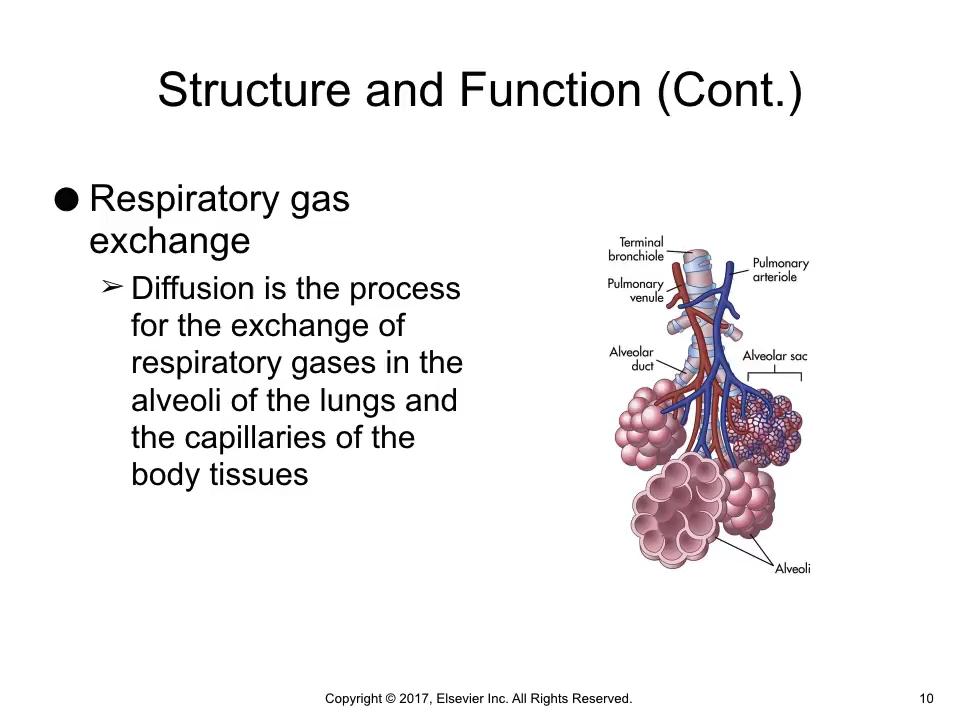 Structure and Function (Cont.)
● Respiratory gas
exchange
➢ Diffusion is the process
for the exchange of
respiratory gases in the
alveoli of the lungs and
the capillaries of the
body tissues
Terminal
bronchiole
Pulmonary
arteriole
Pulmonary
venule
Alveolar
duct
Alveolar sac
Alveoli
Copyright © 2017, Elsevier Inc. All Rights Reserved.
10